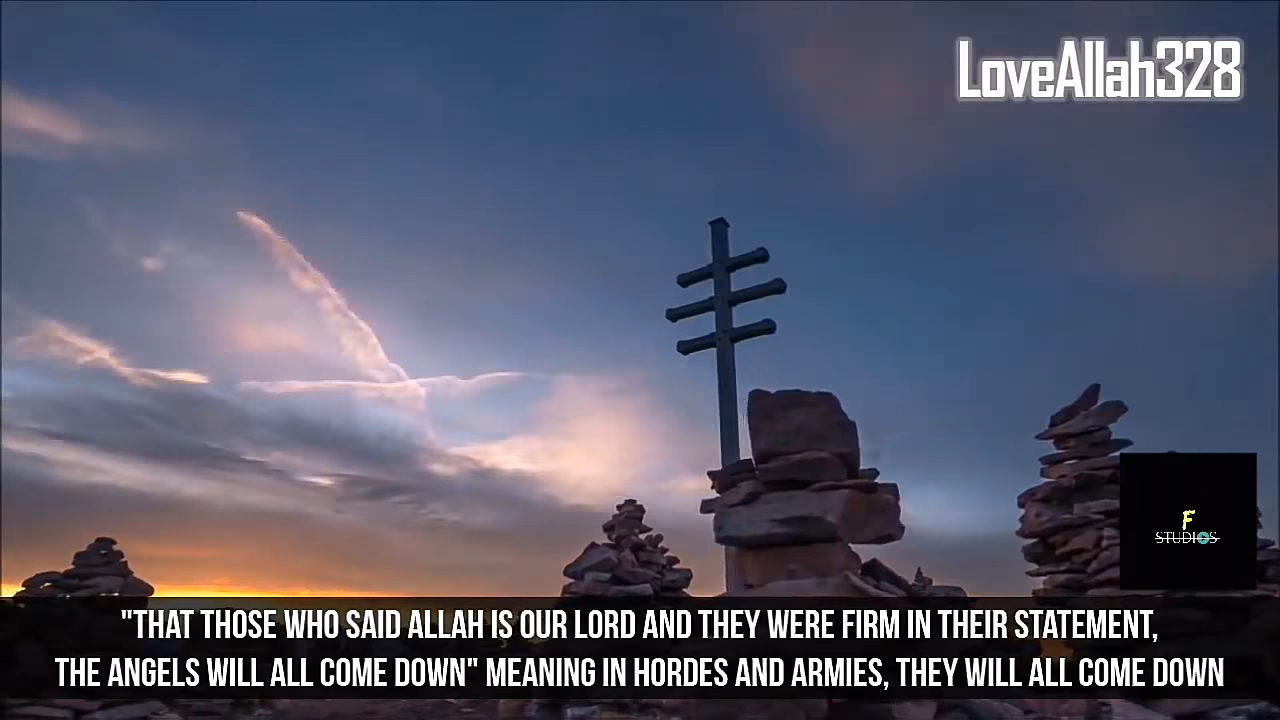 LoveAllah328
F
STUDIOS
"THAT THOSE WHO SAID ALLAH IS OUR LORD AND THEY WERE FIRM IN THEIR STATEMENT,
THE ANGELS WILL ALL COME DOWN" MEANING IN HORDES AND ARMIES, THEY WILL ALL COME DOWN